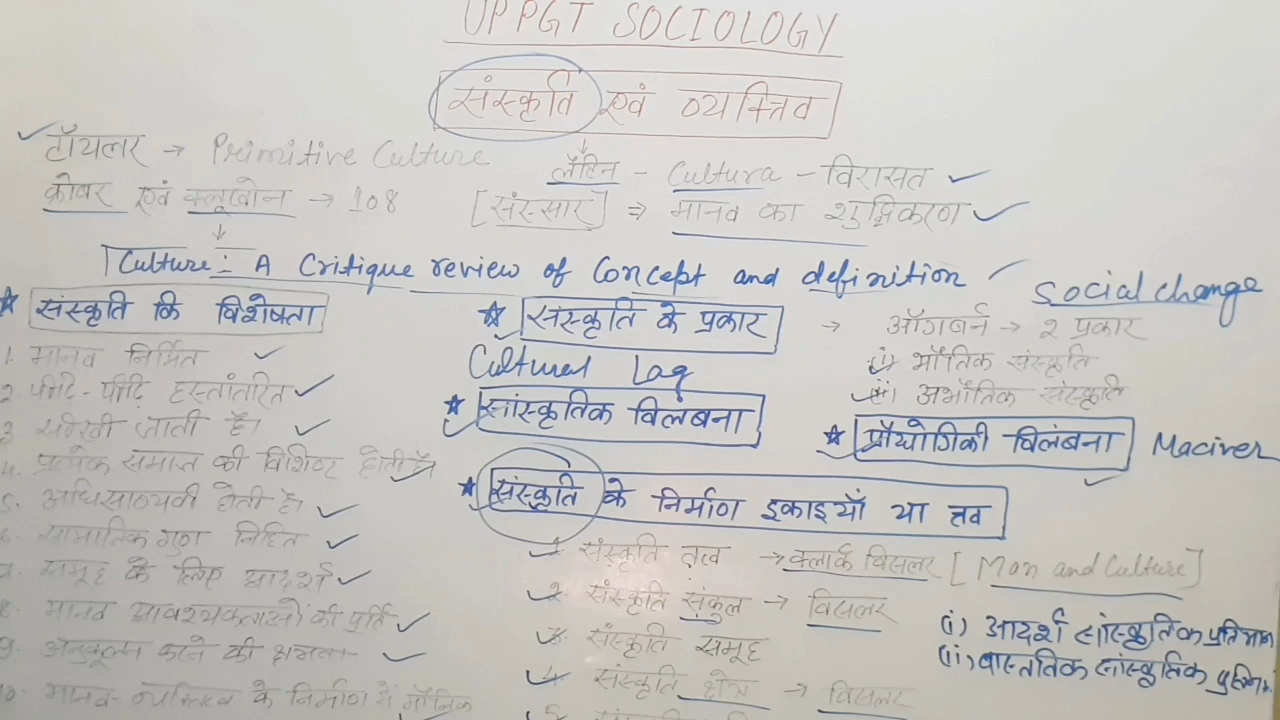 UPPGT SOCIOLOGY
संस्कृति एवं व्यक्तित्व
टॉयलर → Primitive Culture
लैटिन - Cultura - विरासत
क्रोबर एवं क्लूखोन → 108
[संस्सार] ⇒ मानव का शुद्धिकरण
Culture: A Critique review of Concept and definition
Social change
संस्कृति कि विशेषता
1. मानव निर्मित
2. पीढि-पीढि हस्तांतरित
3. सीखी जाती है।
4. प्रत्येक समाज की विशिष्ट होती है
5. अधिसावयवी होती है।
6. सामाजिक गुण निहित
7. समूह के लिए आदर्श
8. मानव आवश्यकताओं की पूर्ति
9. अनुकूलन करने की क्षमता
10. मानव-व्यक्तित्व के निर्माण में मौलिक
संस्कृति के प्रकार → ऑगबर्न → 2 प्रकार
(i) भौतिक संस्कृति
(ii) अभौतिक संस्कृति
Cultural Lag
सांस्कृतिक विलंबना
प्रौयोगिकी विलंबना Maciver
संस्कृति के निर्माण इकाइयाँ या तत्व
1. संस्कृति तत्व → क्लार्क विसलर [Man and Culture]
2. संस्कृति संकुल → विसलर
3. संस्कृति समूह
4. संस्कृति क्षेत्र → विसलर
5.
(i) आदर्श सांस्कृतिक प्रतिमान
(ii) वास्ततिक सांस्कृतिक